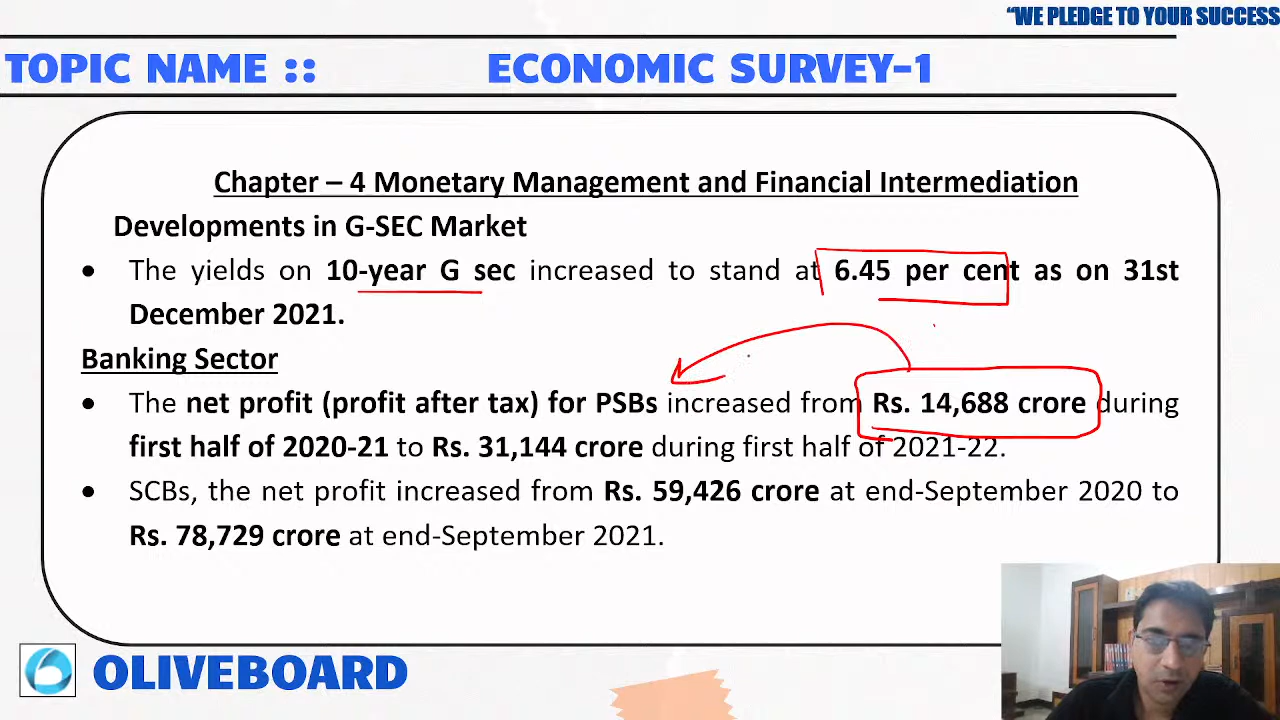 “WE PLEDGE TO YOUR SUCCESS
TOPIC NAME :: ECONOMIC SURVEY-1
Chapter – 4 Monetary Management and Financial Intermediation
Developments in G-SEC Market
• The yields on 10-year G sec increased to stand at 6.45 per cent as on 31st
December 2021.
Banking Sector
• The net profit (profit after tax) for PSBs increased from Rs. 14,688 crore during
first half of 2020-21 to Rs. 31,144 crore during first half of 2021-22.
• SCBs, the net profit increased from Rs. 59,426 crore at end-September 2020 to
Rs. 78,729 crore at end-September 2021.
OLIVEBOARD